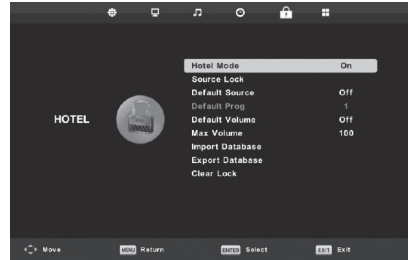 HOTEL
Hotel Mode On
Source Lock
Default Source Off
Default Prog 1
Default Volume Off
Max Volume 100
Import Database
Export Database
Clear Lock
Move MENU Return ENTER Select EXIT Exit